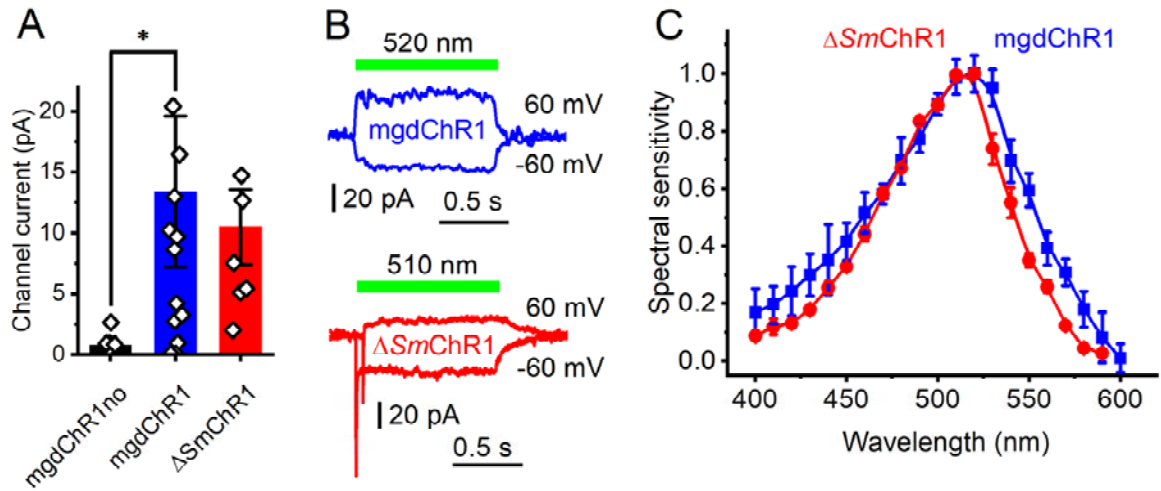 A
*
Channel current (pA)
20
15
10
5
0
mgdChR1no
mgdChR1
ΔSmChR1
B
520 nm
60 mV
mgdChR1
-60 mV
20 pA
0.5 s
510 nm
60 mV
ΔSmChR1
-60 mV
20 pA
0.5 s
C
ΔSmChR1
mgdChR1
Spectral sensitivity
1.0
0.8
0.6
0.4
0.2
0.0
400
450
500
550
600
Wavelength (nm)